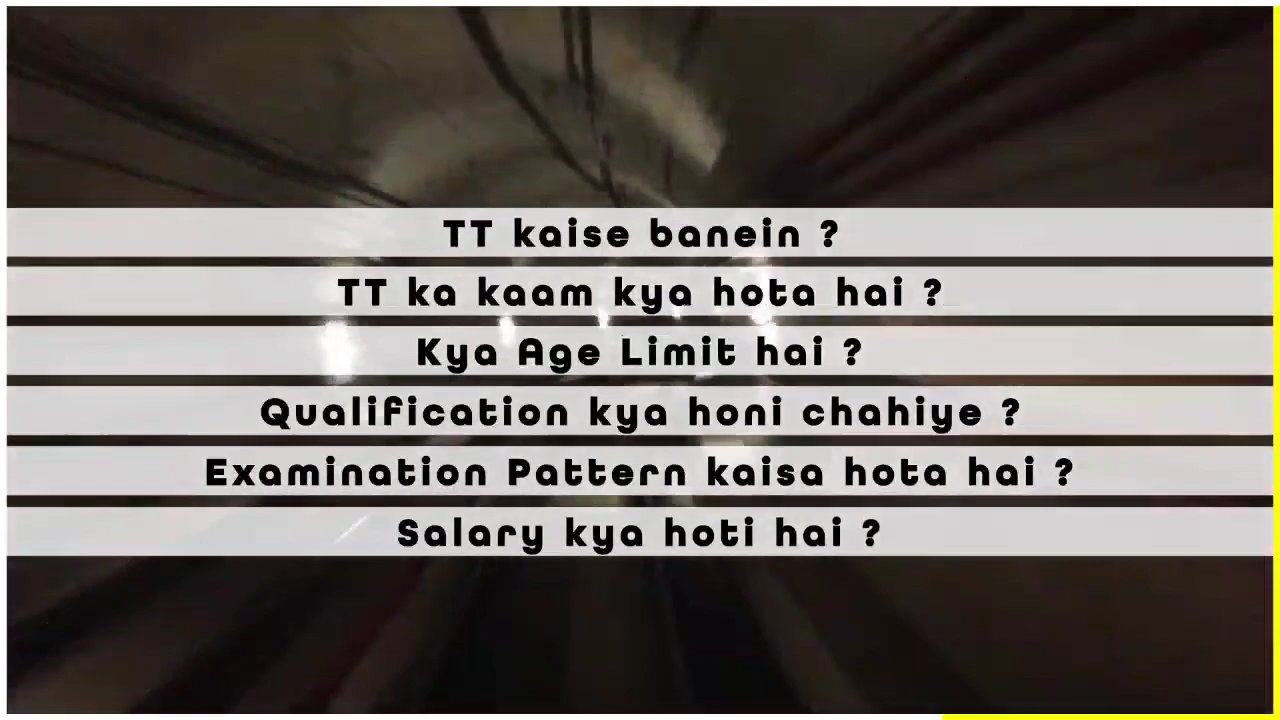 TT kaise banein ?
TT ka kaam kya hota hai ?
Kya Age Limit hai ?
Qualification kya honi chahiye ?
Examination Pattern kaisa hota hai ?
Salary kya hoti hai ?